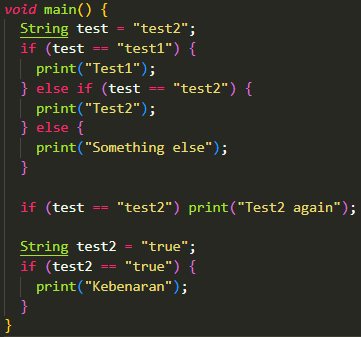 void main() {
  String test = "test2";
  if (test == "test1") {
    print("Test1");
  } else if (test == "test2") {
    print("Test2");
  } else {
    print("Something else");
  }

  if (test == "test2") print("Test2 again");

  String test2 = "true";
  if (test2 == "true") {
    print("Kebenaran");
  }
}